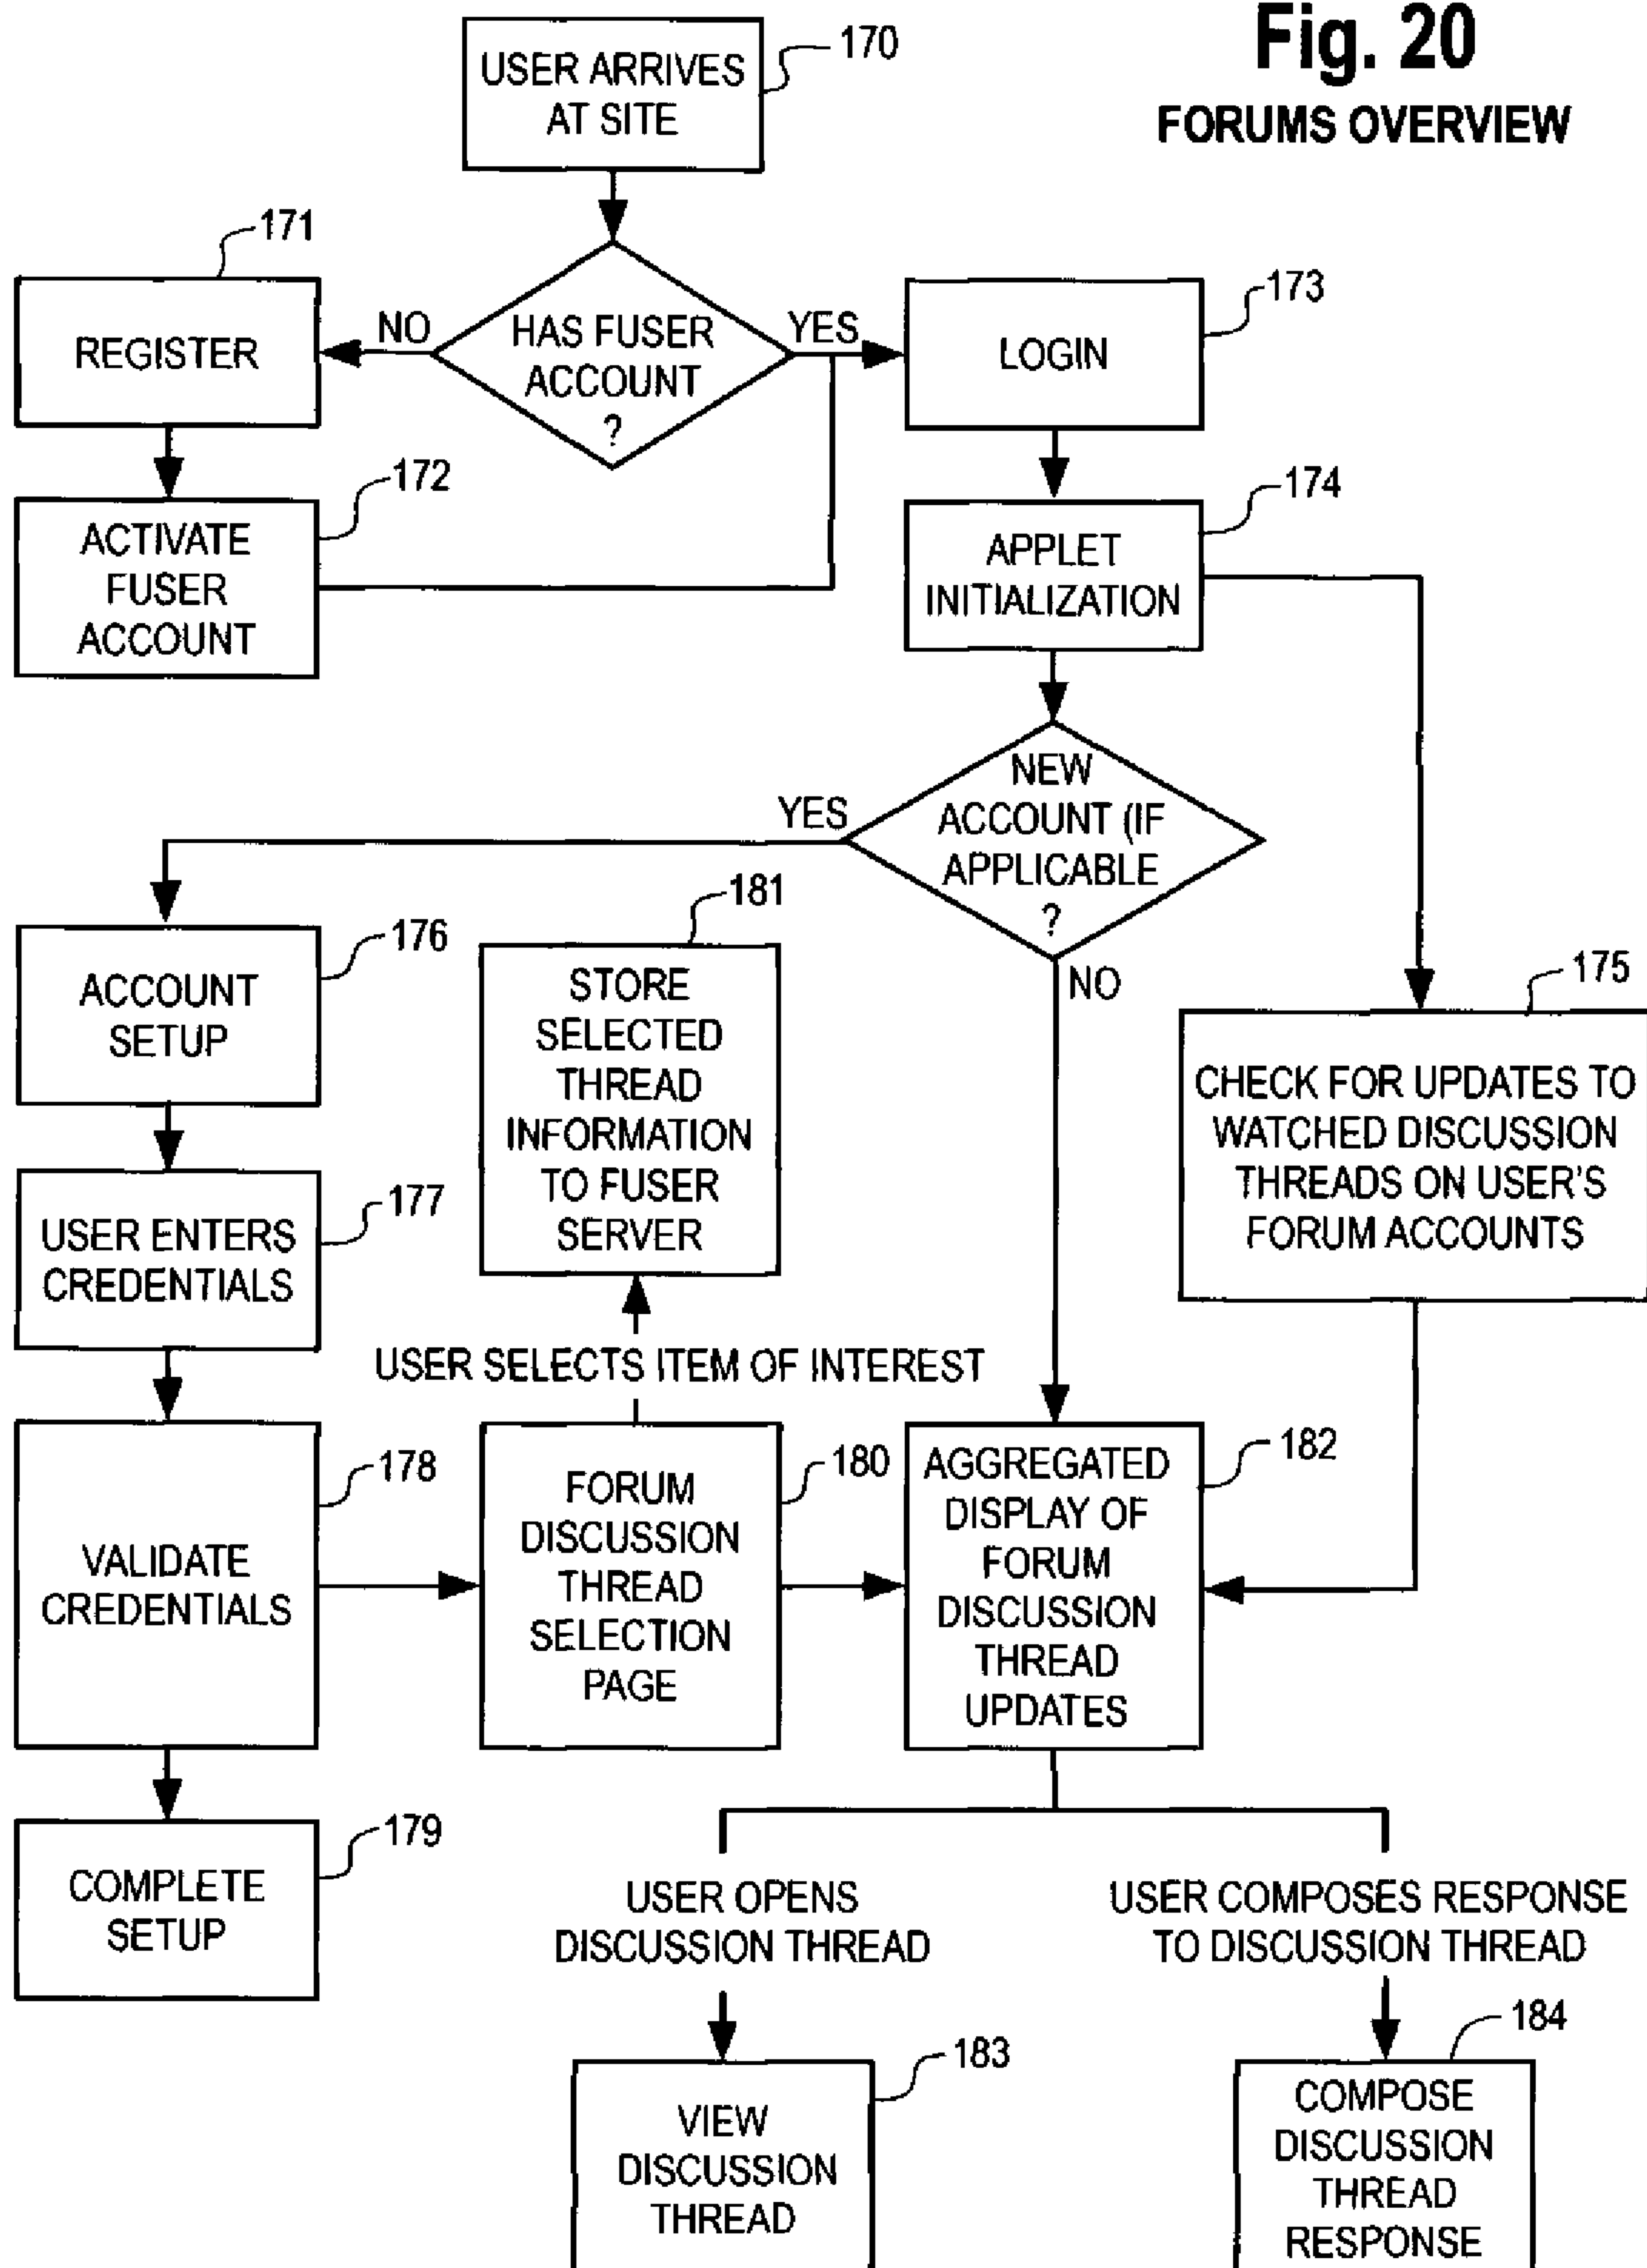 Fig. 20
FORUMS OVERVIEW
USER ARRIVES
AT SITE
170
171
REGISTER
NO
HAS FUSER
ACCOUNT
?
YES
LOGIN
173
172
ACTIVATE
FUSER
ACCOUNT
APPLET
INITIALIZATION
174
NEW
ACCOUNT (IF
APPLICABLE
?
YES
NO
175
CHECK FOR UPDATES TO
WATCHED DISCUSSION
THREADS ON USER'S
FORUM ACCOUNTS
176
ACCOUNT
SETUP
181
STORE
SELECTED
THREAD
INFORMATION
TO FUSER
SERVER
177
USER ENTERS
CREDENTIALS
USER SELECTS ITEM OF INTEREST
178
VALIDATE
CREDENTIALS
180
FORUM
DISCUSSION
THREAD
SELECTION
PAGE
182
AGGREGATED
DISPLAY OF
FORUM
DISCUSSION
THREAD
UPDATES
179
COMPLETE
SETUP
USER OPENS
DISCUSSION THREAD
USER COMPOSES RESPONSE
TO DISCUSSION THREAD
183
VIEW
DISCUSSION
THREAD
184
COMPOSE
DISCUSSION
THREAD
RESPONSE